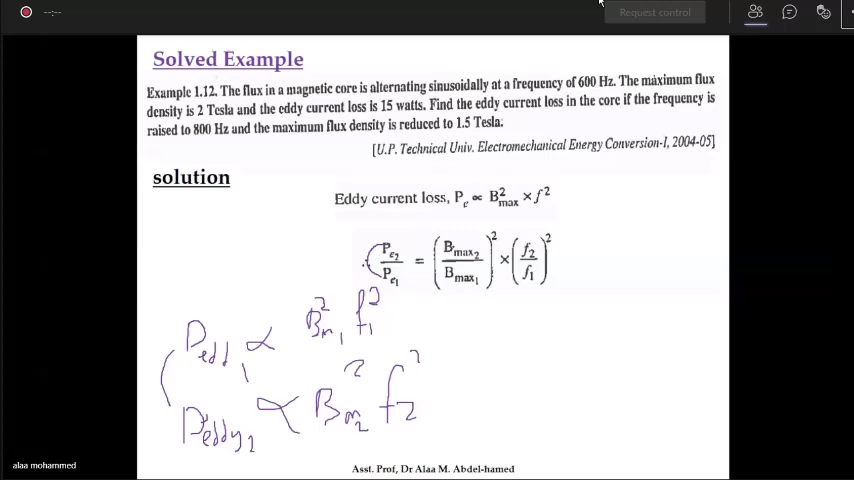 --:--
Request control
Solved Example
Example 1.12. The flux in a magnetic core is alternating sinusoidally at a frequency of 600 Hz. The maximum flux
density is 2 Tesla and the eddy current loss is 15 watts. Find the eddy current loss in the core if the frequency is
raised to 800 Hz and the maximum flux density is reduced to 1.5 Tesla.
[U.P. Technical Univ. Electromechanical Energy Conversion-I, 2004-05]
solution
Eddy current loss, Pₑ ∝ B²max × f²
Pe₂/Pe₁ = (Bmax₂/Bmax₁)² × (f₂/f₁)²
Pedd₁ ∝ B²m₁ f₁²
Peddy₂ ∝ B²m₂ f₂²
alaa mohammed
Asst. Prof, Dr Alaa M. Abdel-hamed